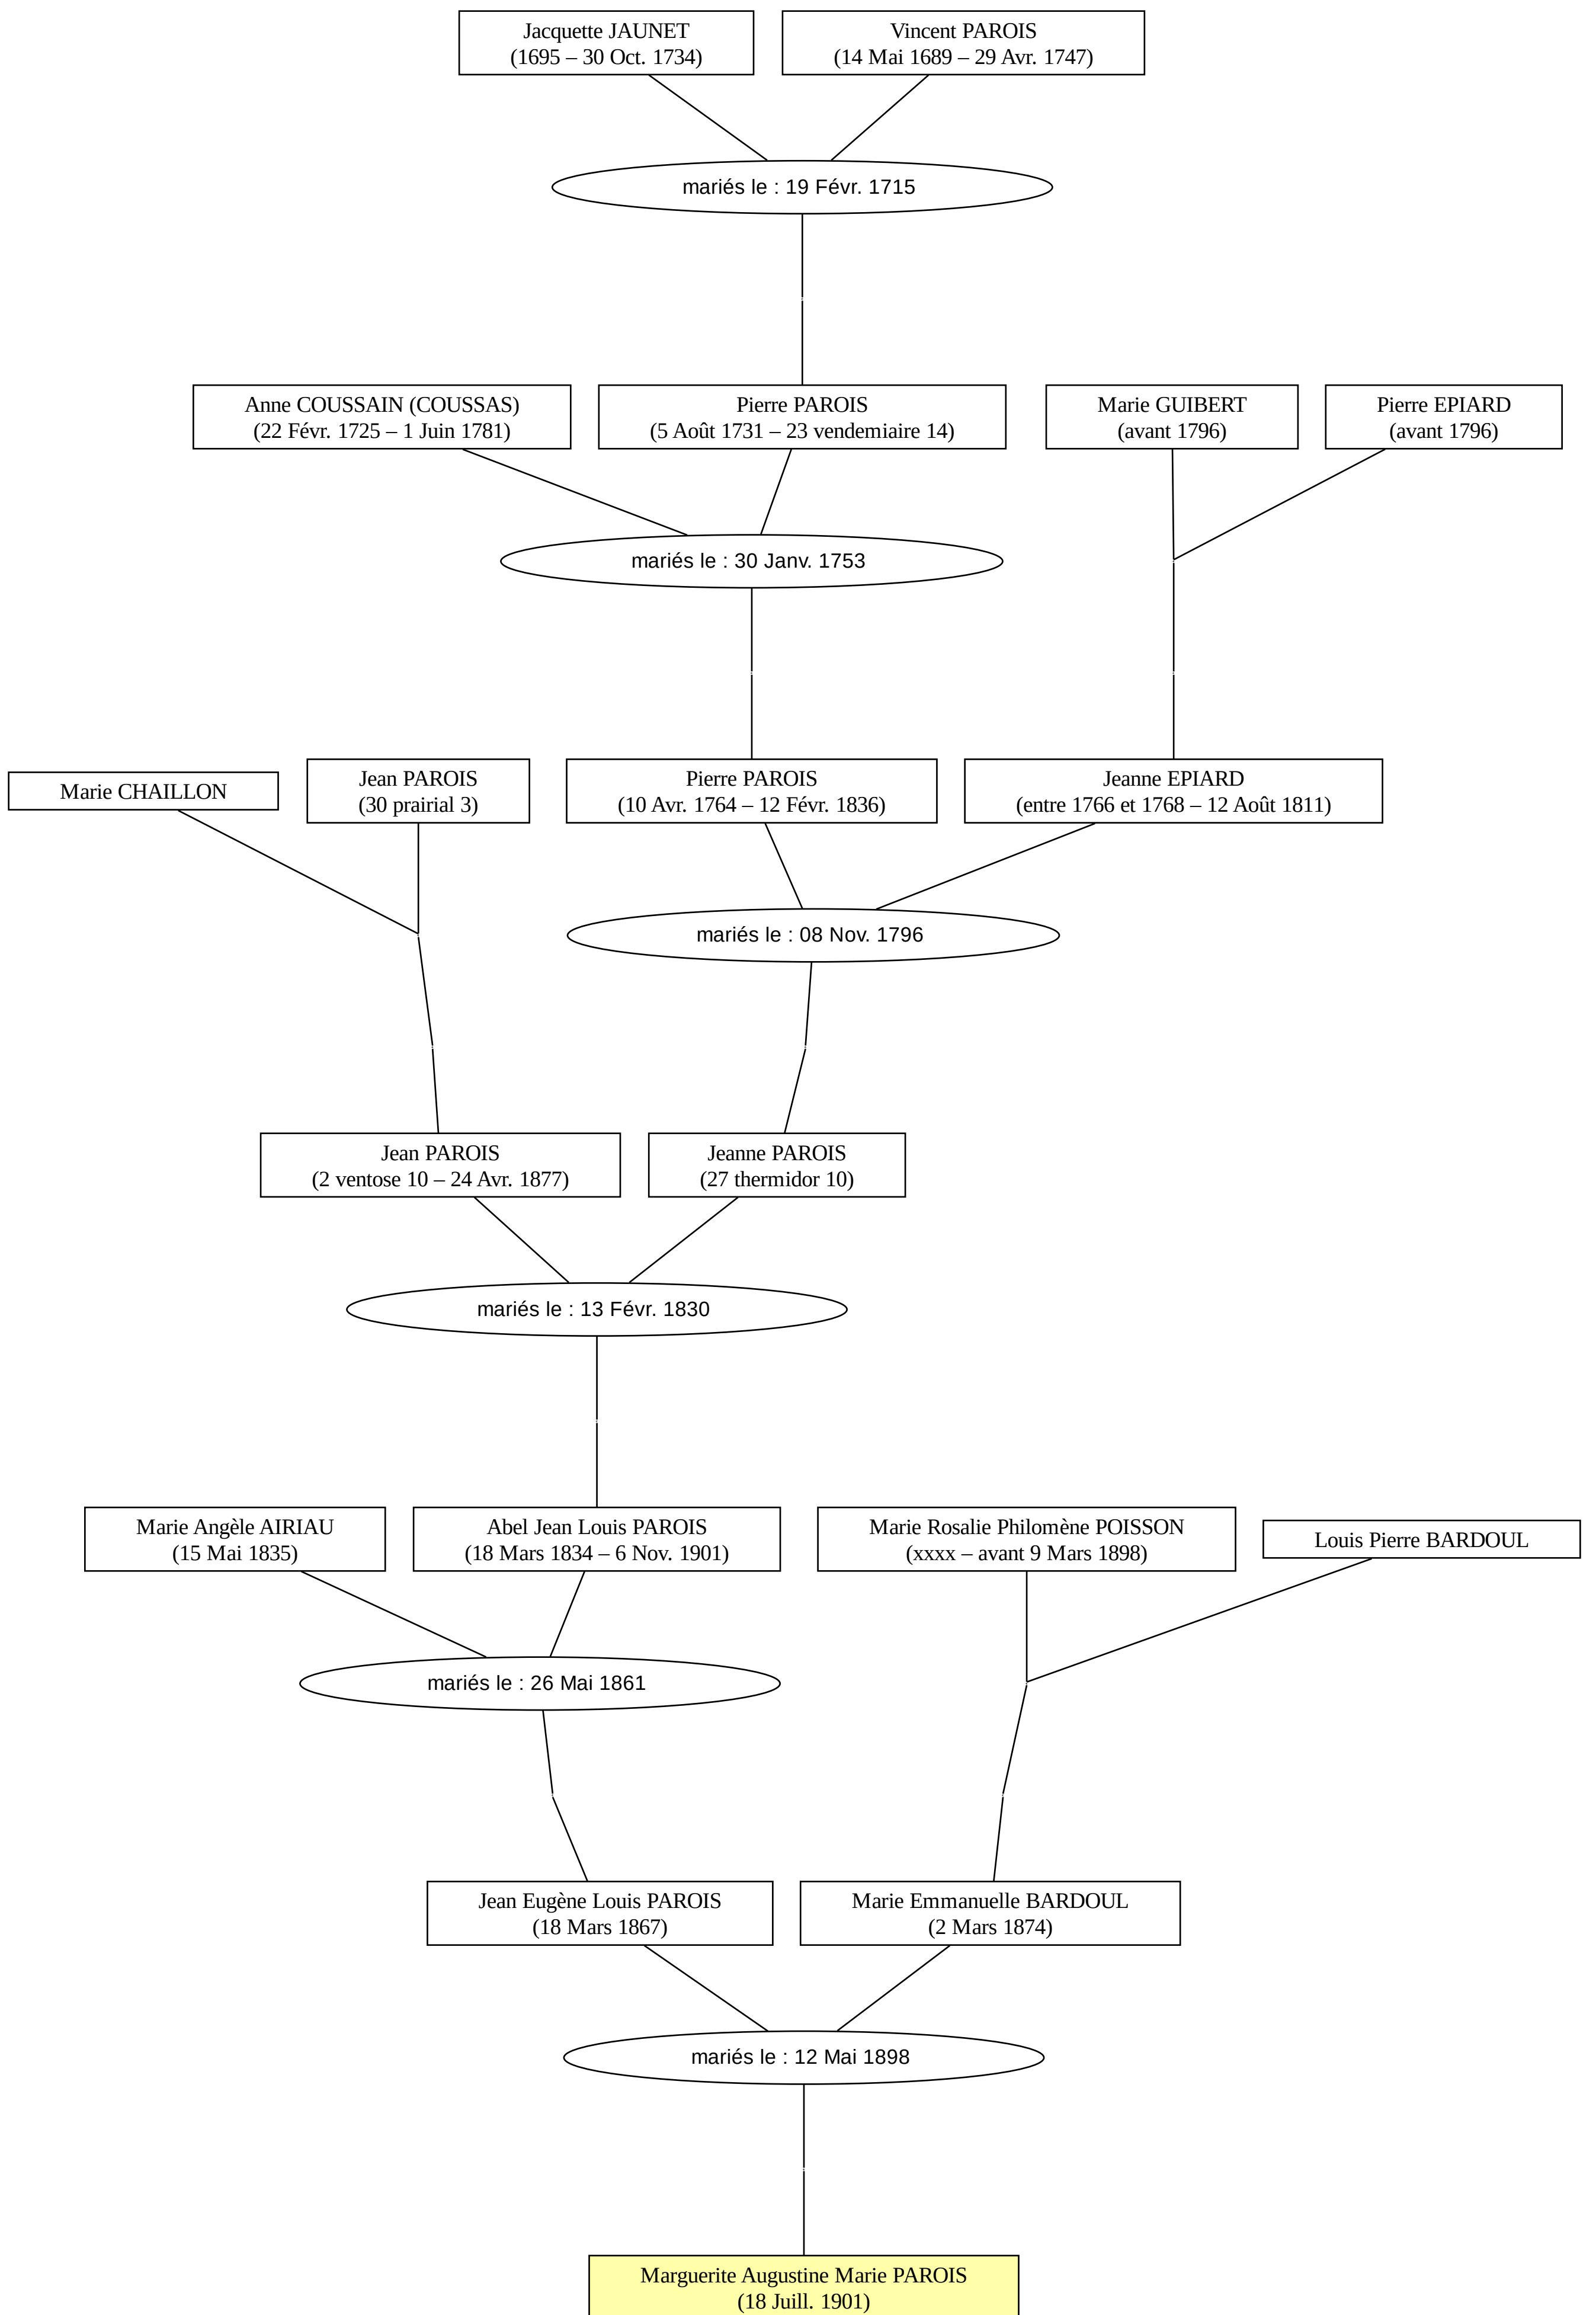 Jacquette JAUNET
(1695 – 30 Oct. 1734)
Vincent PAROIS
(14 Mai 1689 – 29 Avr. 1747)
mariés le : 19 Févr. 1715
Anne COUSSAIN (COUSSAS)
(22 Févr. 1725 – 1 Juin 1781)
Pierre PAROIS
(5 Août 1731 – 23 vendemiaire 14)
Marie GUIBERT
(avant 1796)
Pierre EPIARD
(avant 1796)
mariés le : 30 Janv. 1753
Marie CHAILLON
Jean PAROIS
(30 prairial 3)
Pierre PAROIS
(10 Avr. 1764 – 12 Févr. 1836)
Jeanne EPIARD
(entre 1766 et 1768 – 12 Août 1811)
mariés le : 08 Nov. 1796
Jean PAROIS
(2 ventose 10 – 24 Avr. 1877)
Jeanne PAROIS
(27 thermidor 10)
mariés le : 13 Févr. 1830
Marie Angèle AIRIAU
(15 Mai 1835)
Abel Jean Louis PAROIS
(18 Mars 1834 – 6 Nov. 1901)
Marie Rosalie Philomène POISSON
(xxxx – avant 9 Mars 1898)
Louis Pierre BARDOUL
mariés le : 26 Mai 1861
Jean Eugène Louis PAROIS
(18 Mars 1867)
Marie Emmanuelle BARDOUL
(2 Mars 1874)
mariés le : 12 Mai 1898
Marguerite Augustine Marie PAROIS
(18 Juill. 1901)